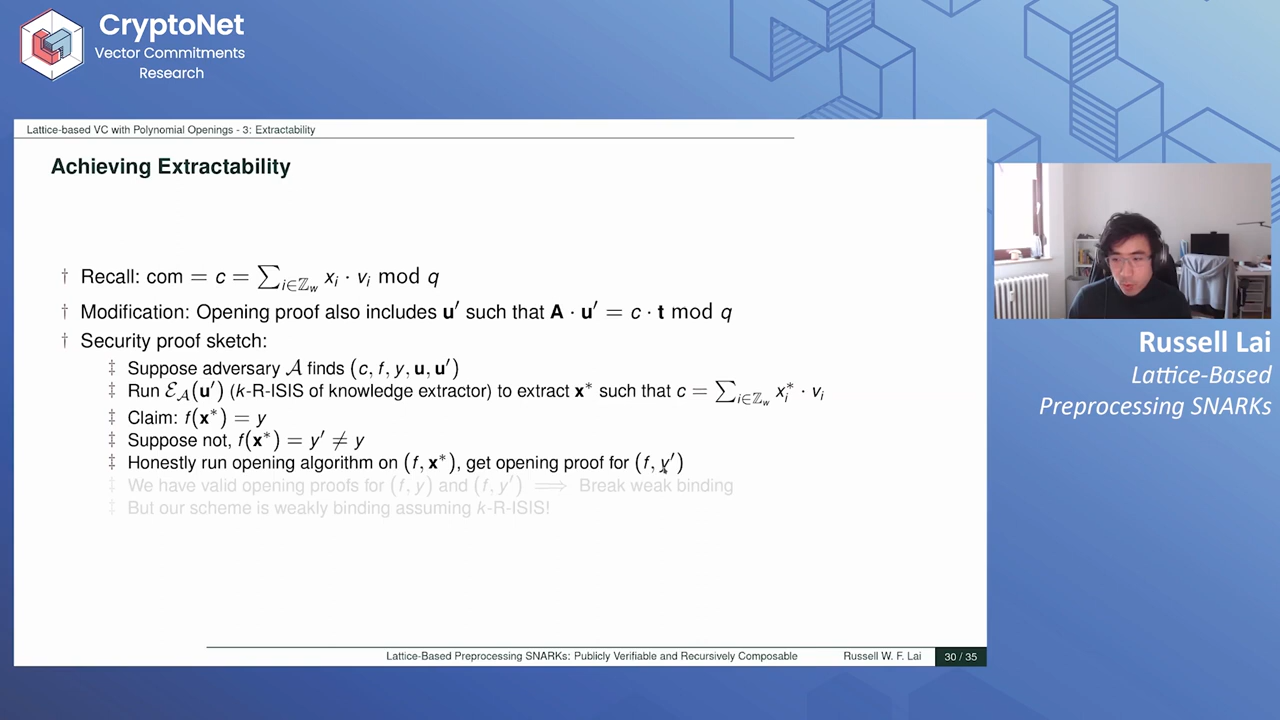 CryptoNet
Vector Commitments
Research
Lattice-based VC with Polynomial Openings - 3: Extractability
Achieving Extractability
† Recall: com = c = ∑_{i∈ℤ_w} x_i · v_i mod q
† Modification: Opening proof also includes u′ such that A · u′ = c · t mod q
† Security proof sketch:
‡ Suppose adversary 𝒜 finds (c, f, y, u, u′)
‡ Run ℰ_𝒜(u′) (k-R-ISIS of knowledge extractor) to extract x* such that c = ∑_{i∈ℤ_w} x*_i · v_i
‡ Claim: f(x*) = y
‡ Suppose not, f(x*) = y′ ≠ y
‡ Honestly run opening algorithm on (f, x*), get opening proof for (f, y′)
‡ We have valid opening proofs for (f, y) and (f, y′) ⟹ Break weak binding
‡ But our scheme is weakly binding assuming k-R-ISIS!
Lattice-Based Preprocessing SNARKs: Publicly Verifiable and Recursively Composable Russell W. F. Lai 30 / 35
Russell Lai
Lattice-Based
Preprocessing SNARKs